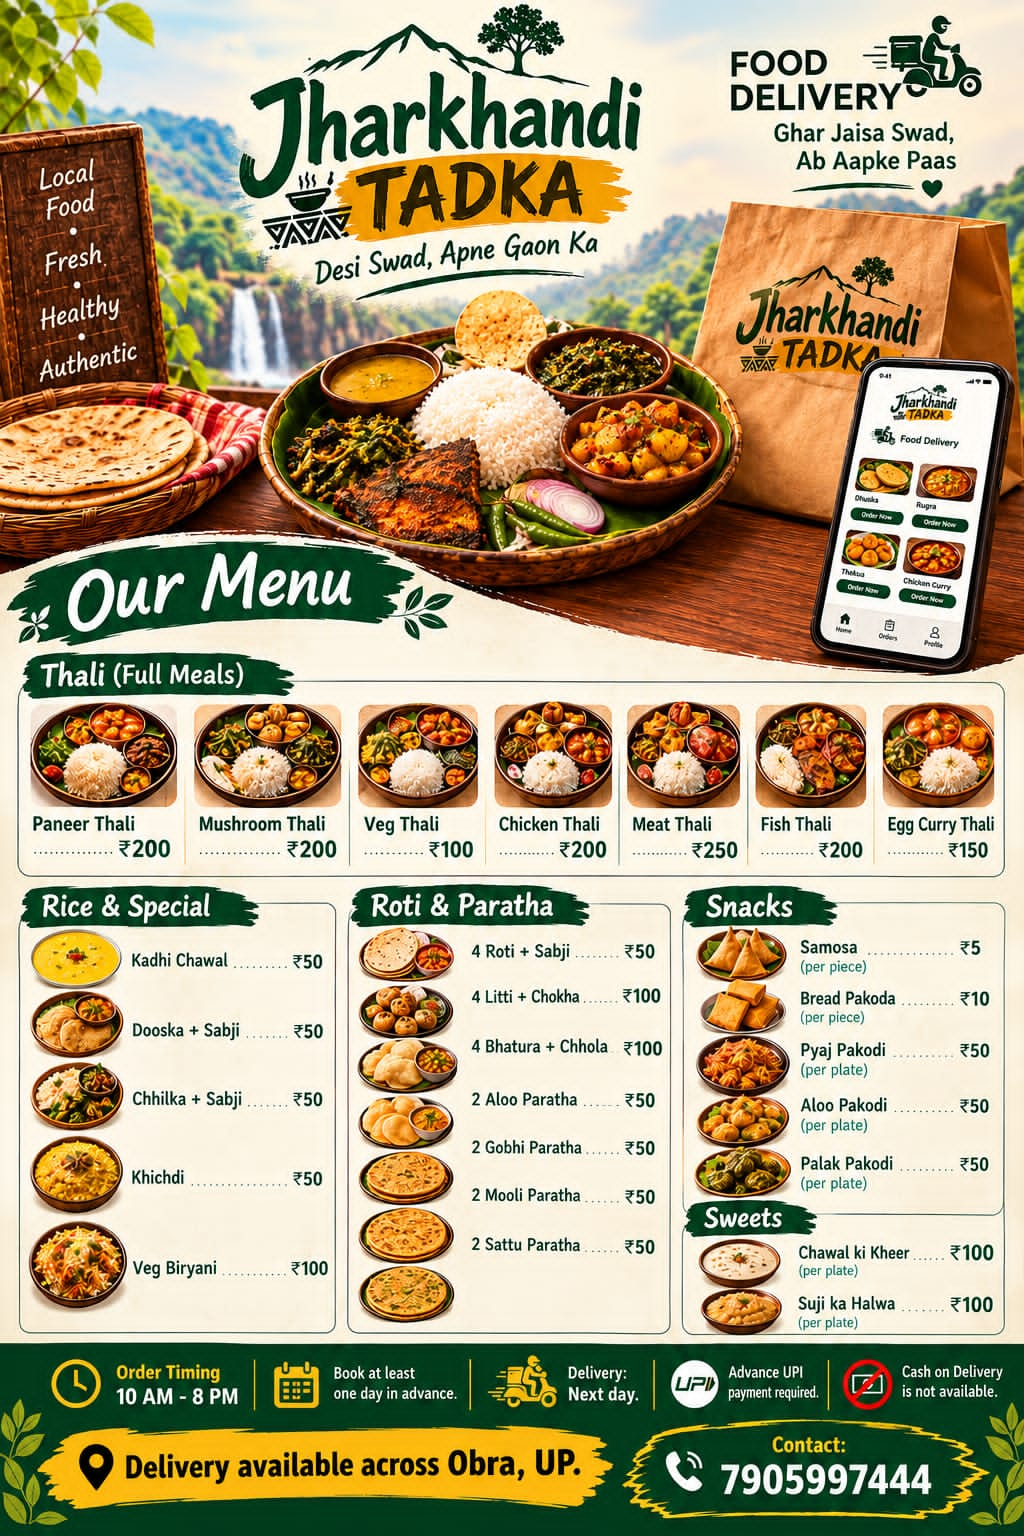 Jharkhandi
TADKA
Desi Swad, Apne Gaon Ka
FOOD
DELIVERY
Ghar Jaisa Swad,
Ab Aapke Paas
Local
Food
Fresh
Healthy
Authentic
Jharkhandi
TADKA
9:41
Jharkhandi
TADKA
Food Delivery
Dhuska
Order Now
Rugra
Order Now
Thekua
Order Now
Chicken Curry
Order Now
Home
Orders
Profile
Our Menu
Thali (Full Meals)
Paneer Thali
............... ₹200
Mushroom Thali
............... ₹200
Veg Thali
............ ₹100
Chicken Thali
............ ₹200
Meat Thali
............ ₹250
Fish Thali
............ ₹200
Egg Curry Thali
............ ₹150
Rice & Special
Kadhi Chawal ........... ₹50
Dooska + Sabji ........ ₹50
Chhilka + Sabji ........ ₹50
Khichdi .................... ₹50
Veg Biryani ............. ₹100
Roti & Paratha
4 Roti + Sabji ......... ₹50
4 Litti + Chokha ...... ₹100
4 Bhatura + Chhola .. ₹100
2 Aloo Paratha ........ ₹50
2 Gobhi Paratha ...... ₹50
2 Mooli Paratha ...... ₹50
2 Sattu Paratha ...... ₹50
Snacks
Samosa ................ ₹5
(per piece)
Bread Pakoda ........ ₹10
(per piece)
Pyaj Pakodi ........... ₹50
(per plate)
Aloo Pakodi ........... ₹50
(per plate)
Palak Pakodi .......... ₹50
(per plate)
Sweets
Chawal ki Kheer ..... ₹100
(per plate)
Suji ka Halwa ....... ₹100
(per plate)
Order Timing
10 AM - 8 PM
Book at least
one day in advance.
Delivery:
Next day.
UPI
Advance UPI
payment required.
Cash on Delivery
is not available.
Delivery available across Obra, UP.
Contact:
7905997444